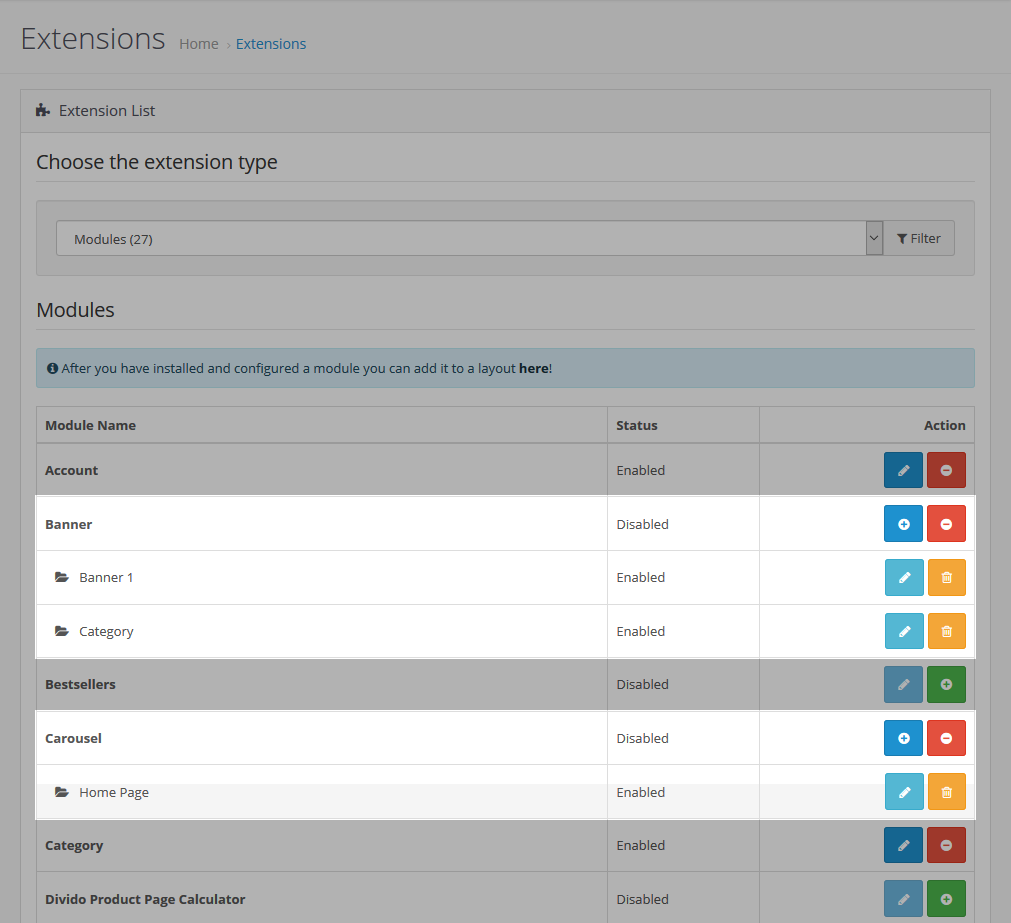 Extensions Home › Extensions
Extension List
Choose the extension type
Modules (27) Filter
Modules
After you have installed and configured a module you can add it to a layout here!
Module Name Status Action
Account Enabled
Banner Disabled
Banner 1 Enabled
Category Enabled
Bestsellers Disabled
Carousel Disabled
Home Page Enabled
Category Enabled
Divido Product Page Calculator Disabled